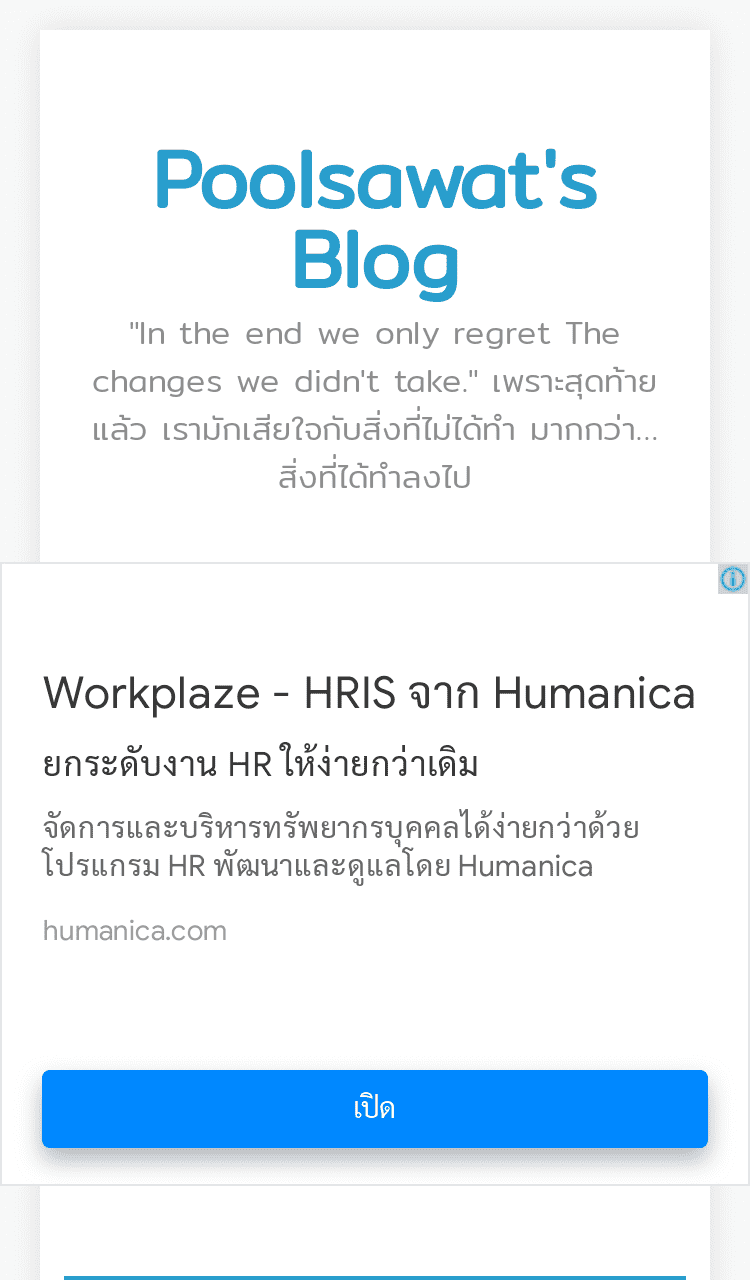 Poolsawat's
Blog
"In the end we only regret The
changes we didn't take." เพราะสุดท้าย
แล้ว เรามักเสียใจกับสิ่งที่ไม่ได้ทำ มากกว่า...
สิ่งที่ได้ทำลงไป
Workplaze - HRIS จาก Humanica
ยกระดับงาน HR ให้ง่ายกว่าเดิม
จัดการและบริหารทรัพยากรบุคคลได้ง่ายกว่าด้วย
โปรแกรม HR พัฒนาและดูแลโดย Humanica
humanica.com
เปิด